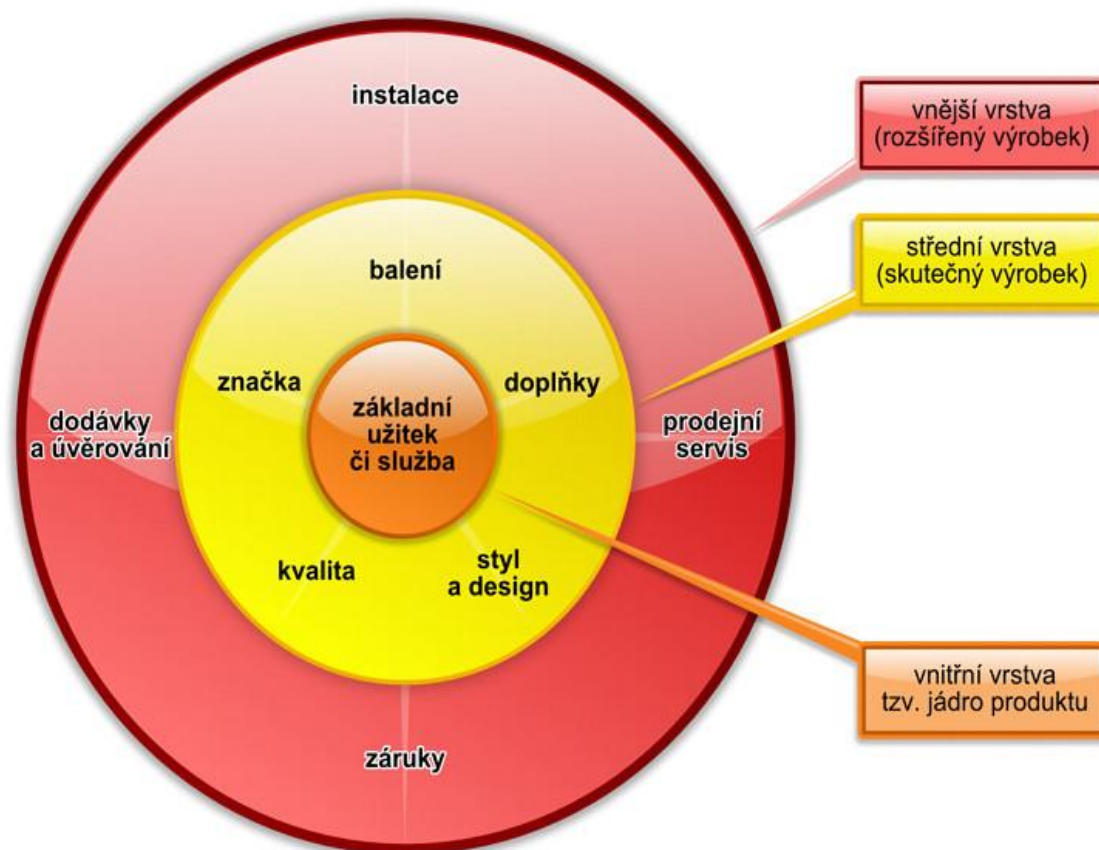 instalace
balení
značka
doplňky
základní
užitek
či služba
dodávky
a úvěrování
prodejní
servis
kvalita
styl
a design
záruky
vnější vrstva
(rozšířený výrobek)
střední vrstva
(skutečný výrobek)
vnitřní vrstva
tzv. jádro produktu